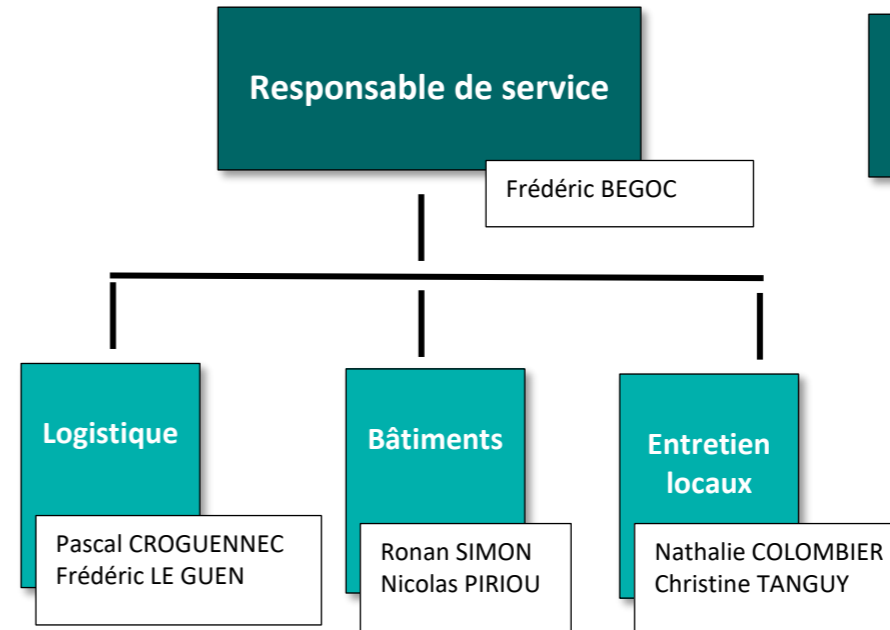 Responsable de service
Frédéric BEGOC
Logistique
Pascal CROGUENNEC
Frédéric LE GUEN
Bâtiments
Ronan SIMON
Nicolas PIRIOU
Entretien
locaux
Nathalie COLOMBIER
Christine TANGUY